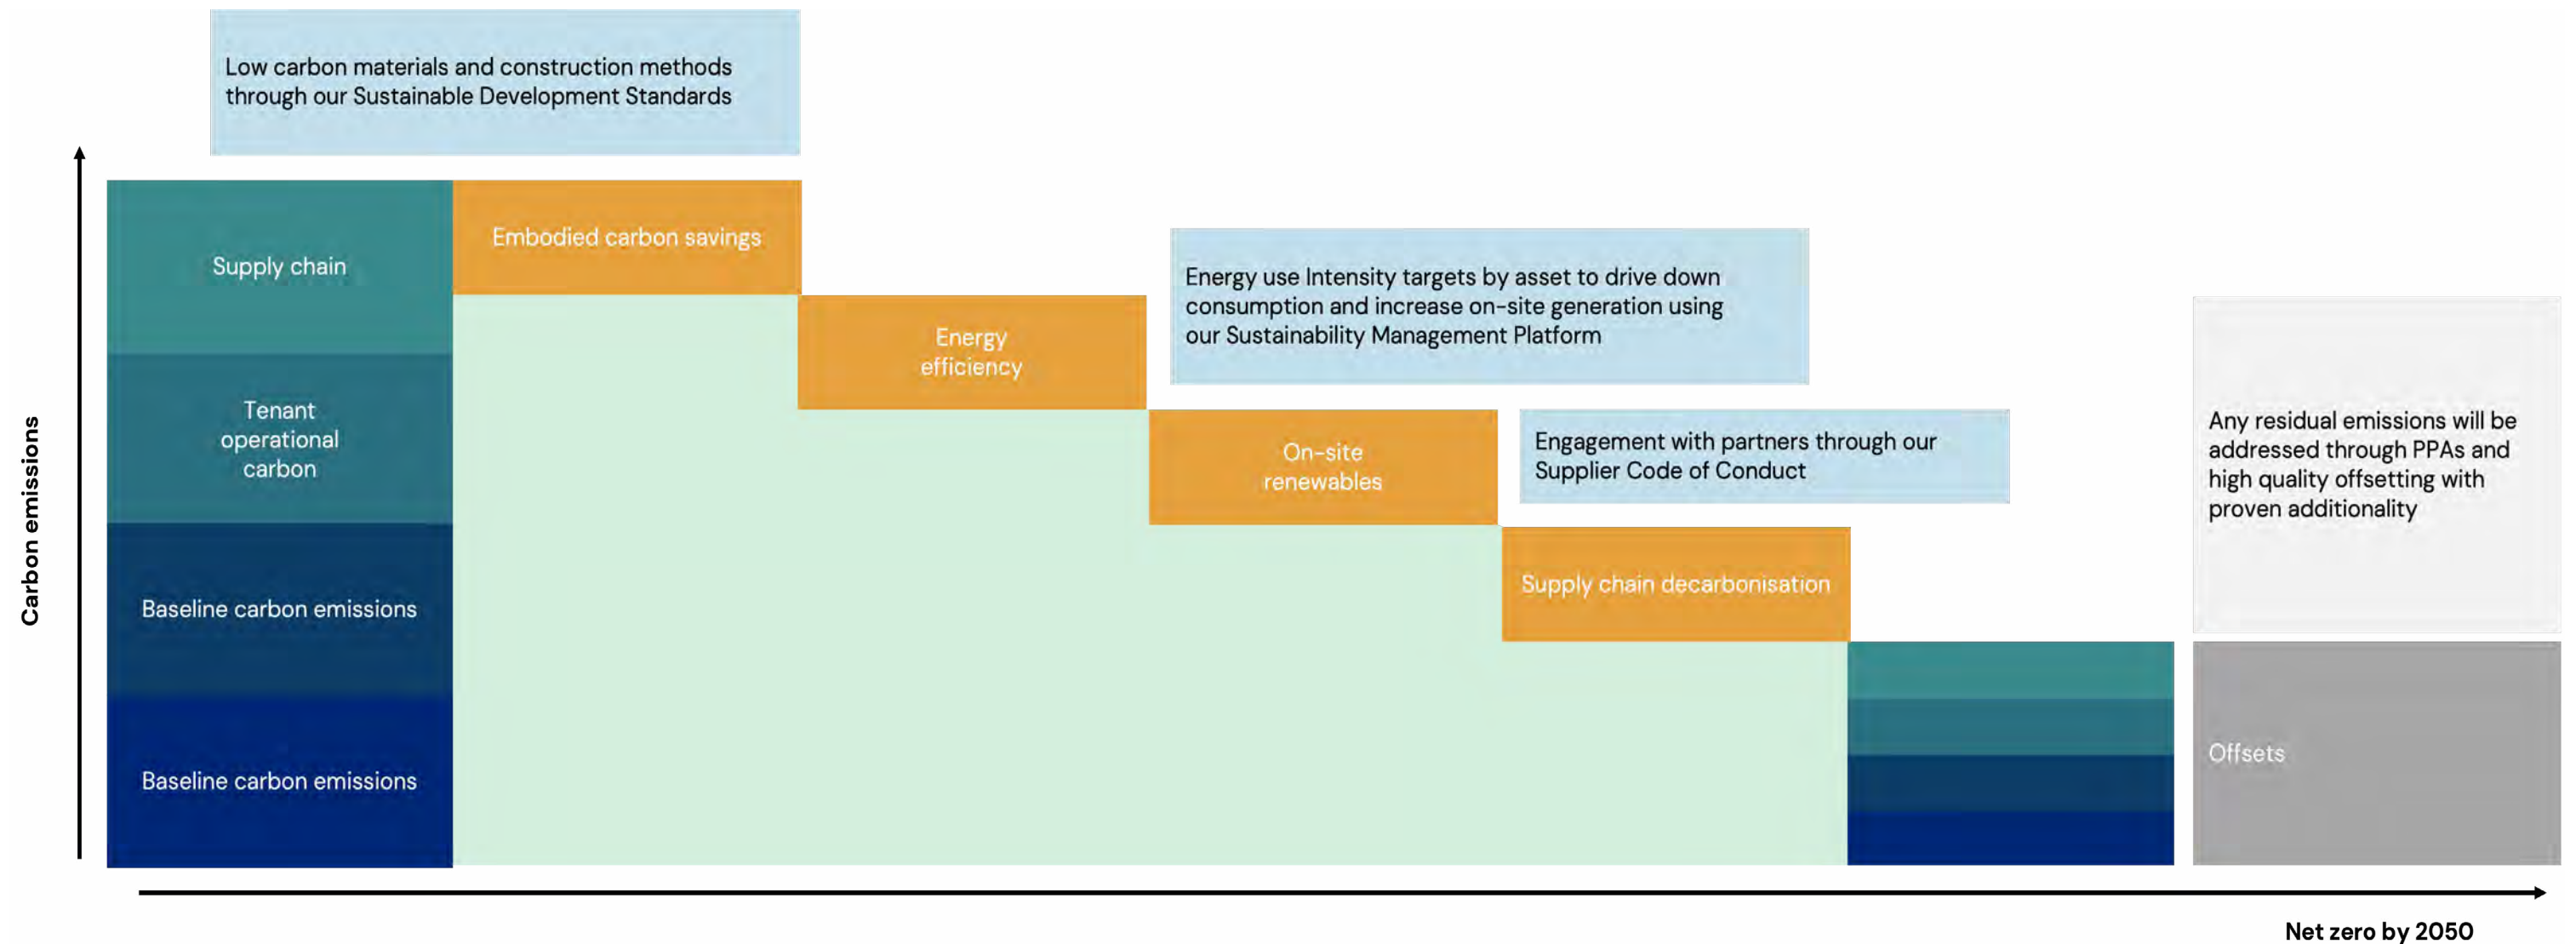 Low carbon materials and construction methods
through our Sustainable Development Standards
Carbon emissions
Supply chain
Tenant
operational
carbon
Baseline carbon emissions
Baseline carbon emissions
Embodied carbon savings
Energy
efficiency
Energy use Intensity targets by asset to drive down
consumption and increase on-site generation using
our Sustainability Management Platform
On-site
renewables
Engagement with partners through our
Supplier Code of Conduct
Supply chain decarbonisation
Any residual emissions will be
addressed through PPAs and
high quality offsetting with
proven additionality
Offsets
Net zero by 2050